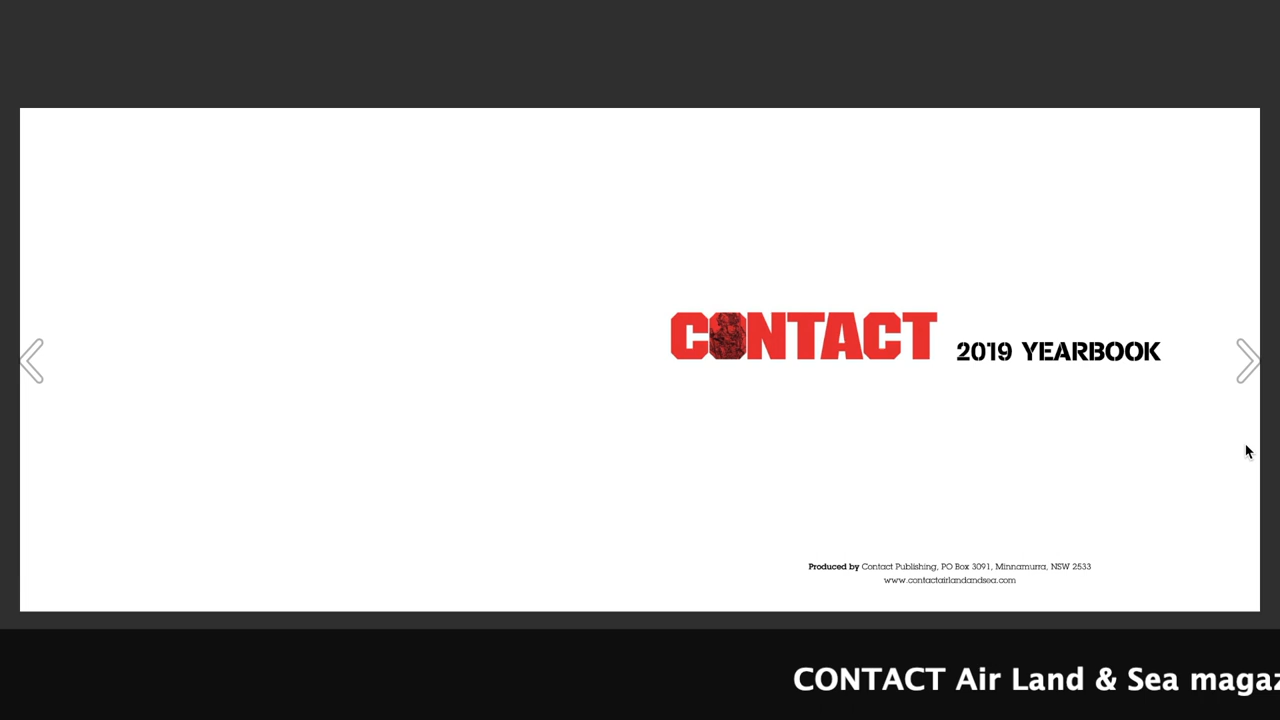 CONTACT 2019 YEARBOOK
Produced by Contact Publishing, PO Box 3091, Minnamurra, NSW 2533
www.contactairlandandsea.com
CONTACT Air Land & Sea magaz